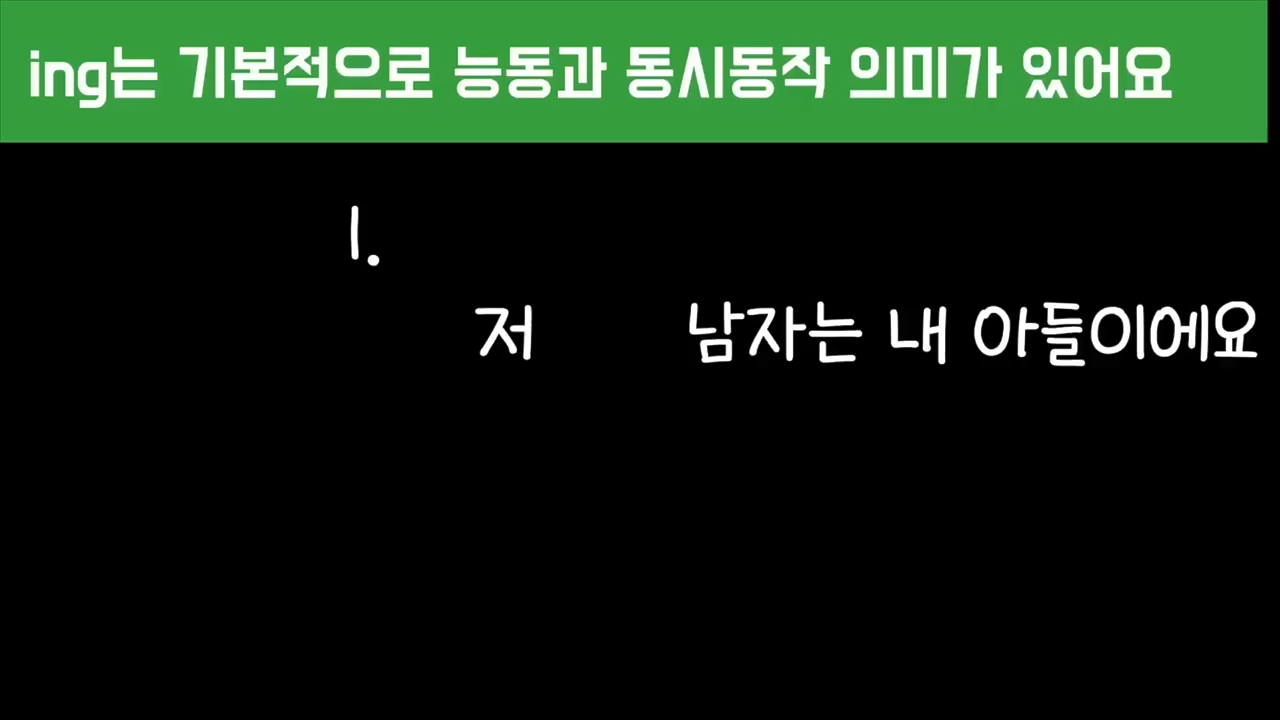 ing는 기본적으로 능동과 동시동작 의미가 있어요
1.
저 남자는 내 아들이에요